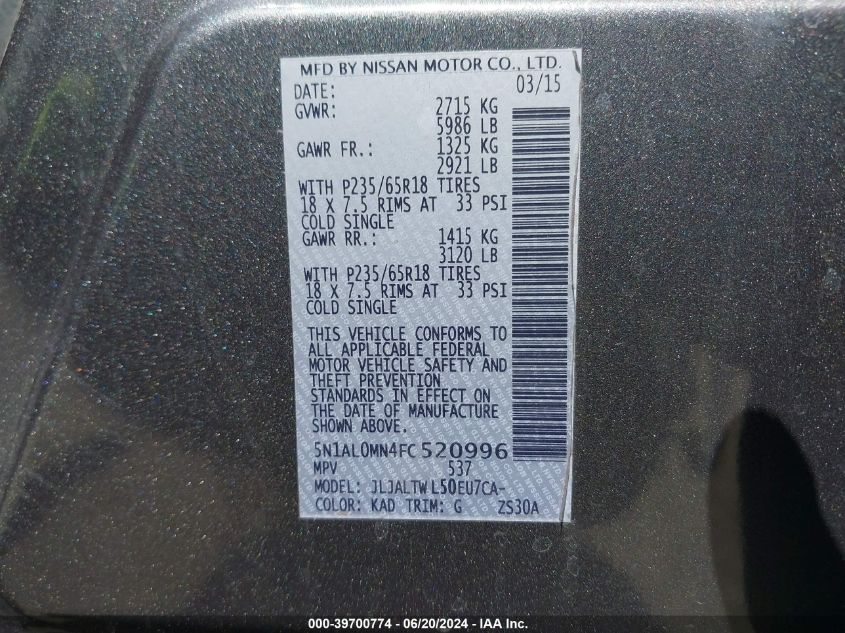 MFD BY NISSAN MOTOR CO., LTD.
DATE: 03/15
GVWR: 2715 KG
5986 LB
GAWR FR.: 1325 KG
2921 LB
WITH P235/65R18 TIRES
18 X 7.5 RIMS AT 33 PSI
COLD SINGLE
GAWR RR.: 1415 KG
3120 LB
WITH P235/65R18 TIRES
18 X 7.5 RIMS AT 33 PSI
COLD SINGLE
THIS VEHICLE CONFORMS TO
ALL APPLICABLE FEDERAL
MOTOR VEHICLE SAFETY AND
THEFT PREVENTION
STANDARDS IN EFFECT ON
THE DATE OF MANUFACTURE
SHOWN ABOVE.
5N1AL0MN4FC520996
MPV 537
MODEL: JLJALTWL50EU7CA-
COLOR: KAD TRIM: G ZS30A
000-39700774 - 06/20/2024 - IAA Inc.